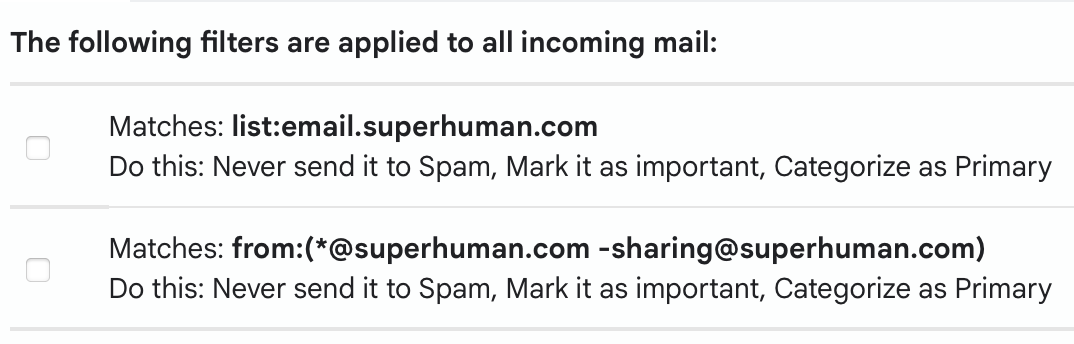 The following filters are applied to all incoming mail:
Matches: list:email.superhuman.com
Do this: Never send it to Spam, Mark it as important, Categorize as Primary
Matches: from:(*@superhuman.com -sharing@superhuman.com)
Do this: Never send it to Spam, Mark it as important, Categorize as Primary